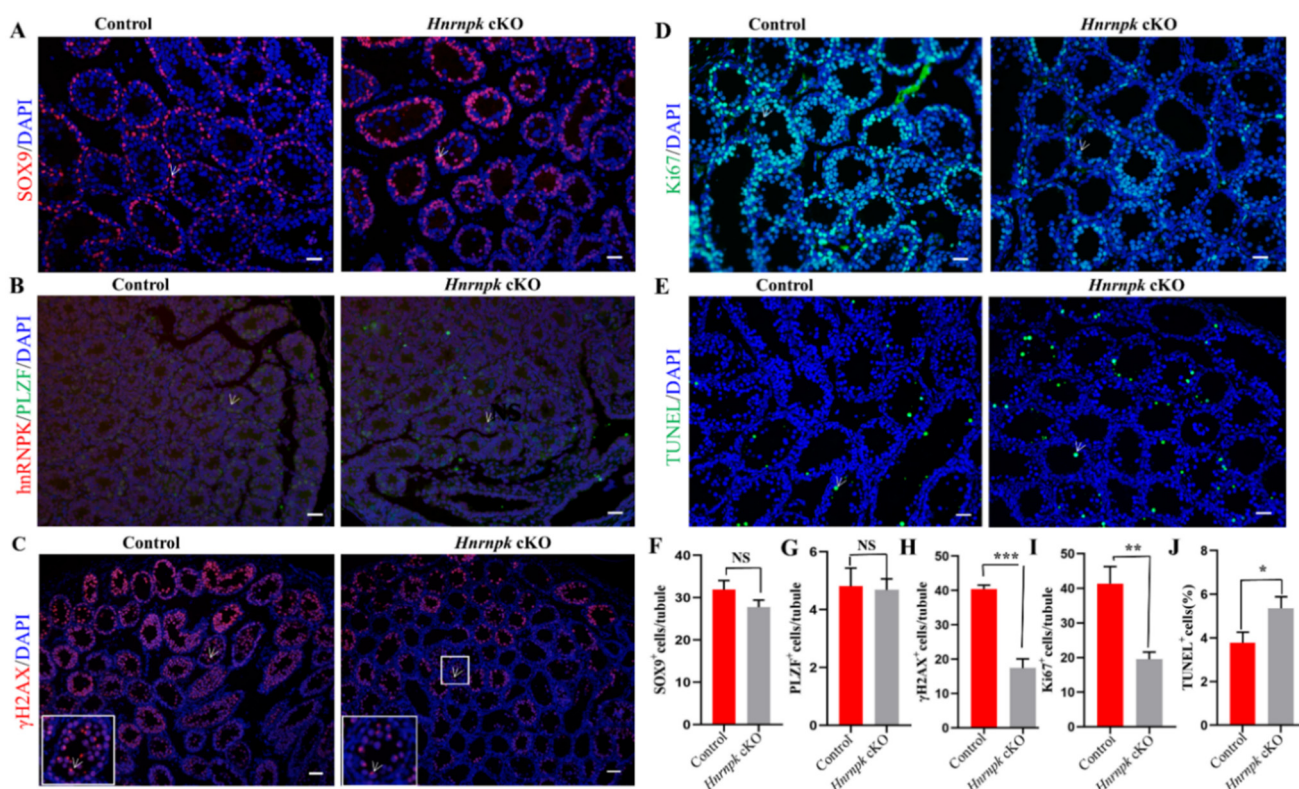 A
Control
Hnrnpk cKO
SOX9/DAPI
B
Control
Hnrnpk cKO
hnRNPK/PLZF/DAPI
NS
C
Control
Hnrnpk cKO
γH2AX/DAPI
D
Control
Hnrnpk cKO
Ki67/DAPI
E
Control
Hnrnpk cKO
TUNEL/DAPI
F
SOX9+ cells/tubule
40
30
20
10
0
NS
Control
Hnrnpk cKO
G
PLZF+ cells/tubule
6
4
2
0
NS
Control
Hnrnpk cKO
H
γH2AX+ cells/tubule
50
40
30
20
10
0
***
Control
Hnrnpk cKO
I
Ki67+ cells/tubule
50
40
30
20
10
0
**
Control
Hnrnpk cKO
J
TUNEL+ cells(%)
8
6
4
2
0
*
Control
Hnrnpk cKO